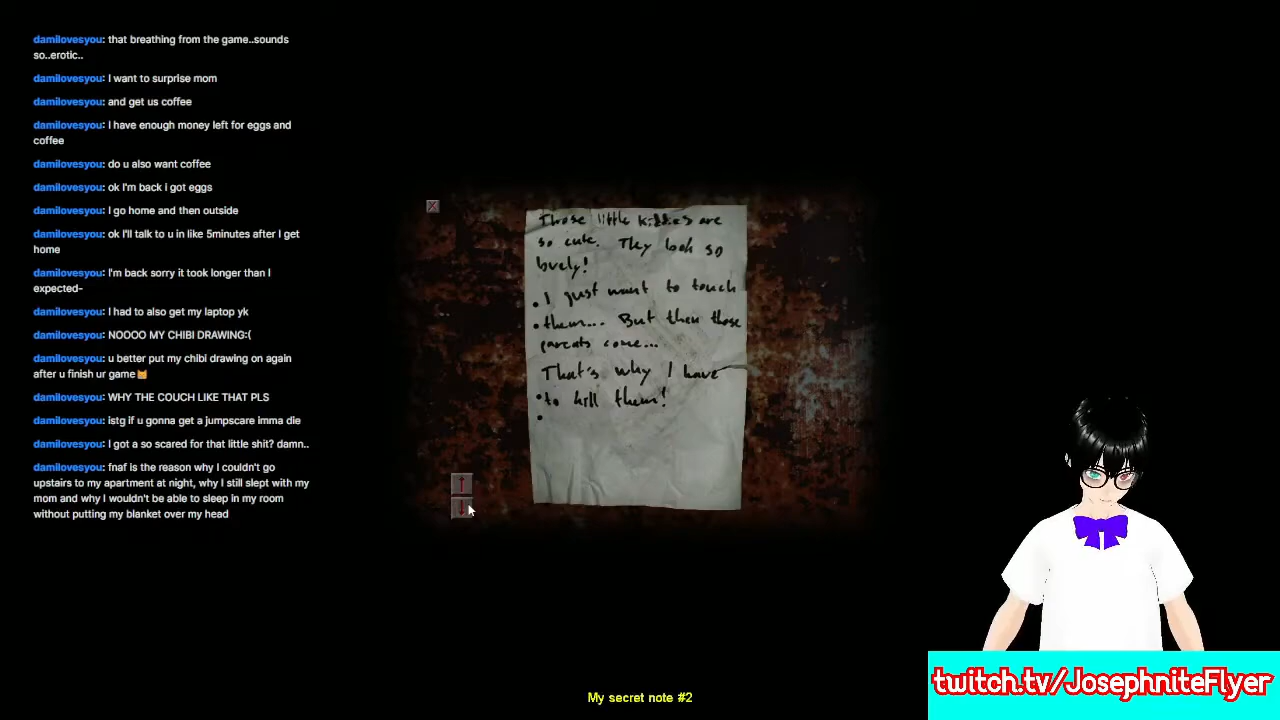 damilovesyou: that breathing from the game..sounds
so..erotic..
damilovesyou: I want to surprise mom
damilovesyou: and get us coffee
damilovesyou: I have enough money left for eggs and
coffee
damilovesyou: do u also want coffee
damilovesyou: ok I'm back i got eggs
damilovesyou: I go home and then outside
damilovesyou: ok I'll talk to u in like 5minutes after I get
home
damilovesyou: I'm back sorry it took longer than I
expected-
damilovesyou: I had to also get my laptop yk
damilovesyou: NOOOO MY CHIBI DRAWING:(
damilovesyou: u better put my chibi drawing on again
after u finish ur game
damilovesyou: WHY THE COUCH LIKE THAT PLS
damilovesyou: istg if u gonna get a jumpscare imma die
damilovesyou: I got a so scared for that little shit? damn..
damilovesyou: fnaf is the reason why I couldn't go
upstairs to my apartment at night, why I still slept with my
mom and why I wouldn't be able to sleep in my room
without putting my blanket over my head
X
Those little are
so cute. They look so
lovely!
I just want to touch
them... But then those
parents come...
That's why I have
to kill them!
My secret note #2
twitch.tv/JosephniteFlyer